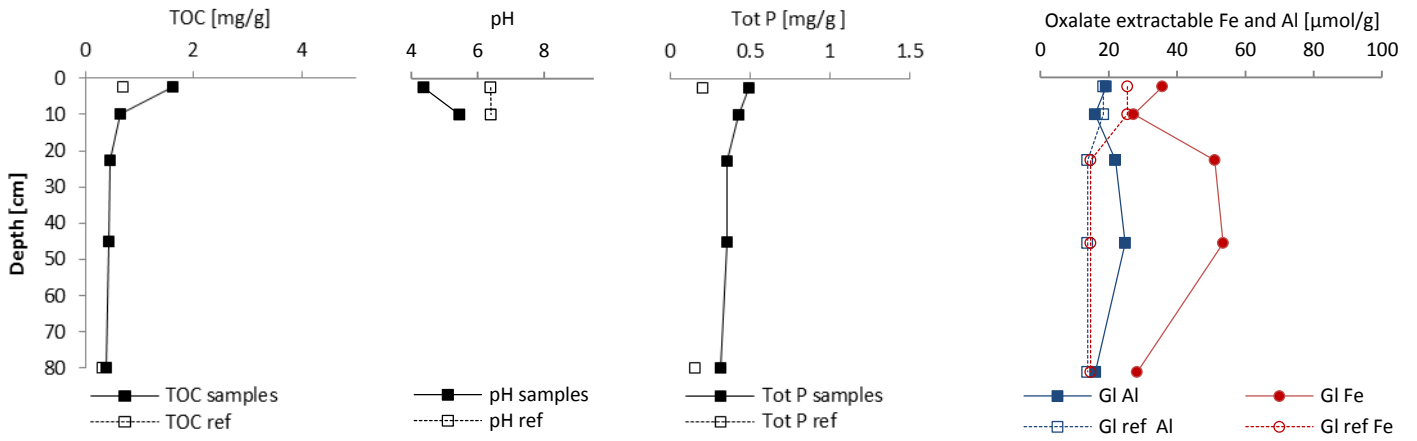 TOC [mg/g]
0 2 4
0
10
20
30
40
50
60
70
80
Depth [cm]
TOC samples
TOC ref
pH
4 6 8
pH samples
pH ref
Tot P [mg/g ]
0 0.5 1 1.5
Tot P samples
Tot P ref
Oxalate extractable Fe and Al [µmol/g]
0 20 40 60 80 100
Gl Al Gl Fe
Gl ref Al Gl ref Fe